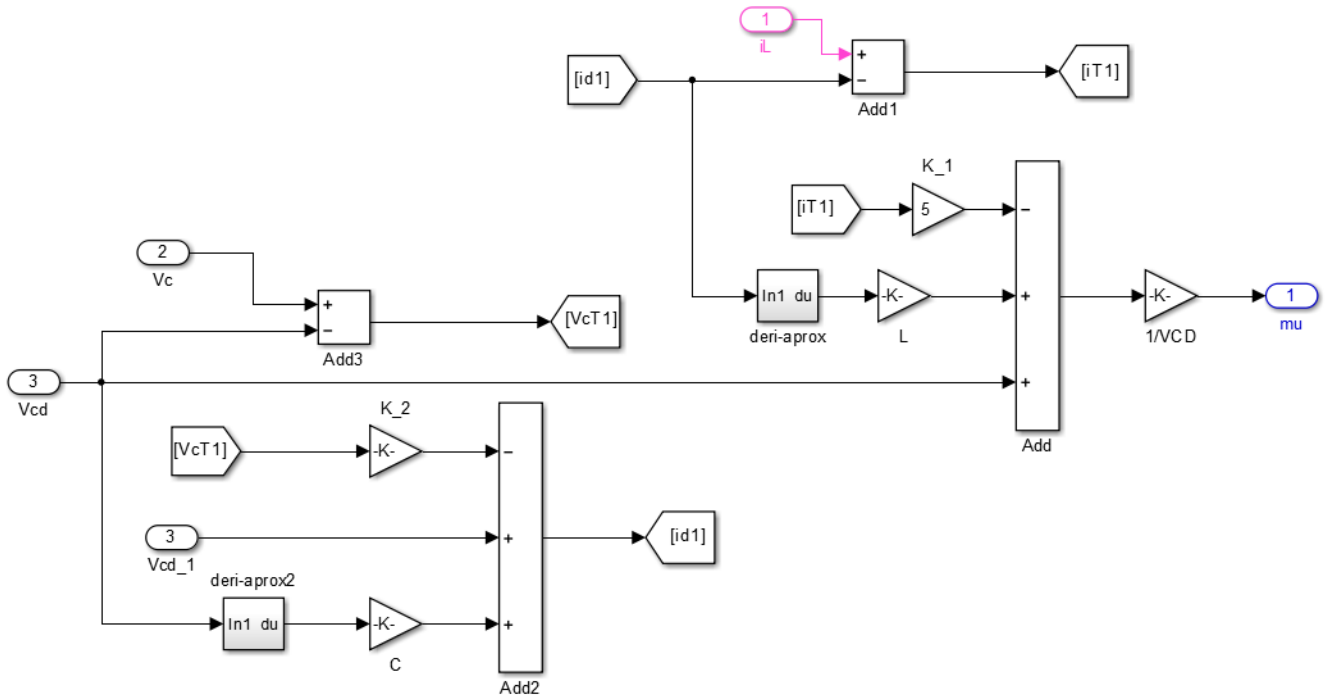 1
iL
+
−
Add1
[id1]
[iT1]
K_1
[iT1]
5
−
2
Vc
+
−
Add3
[VcT1]
In1 du
deri-aprox
-K-
L
+
-K-
1/VCD
1
mu
3
Vcd
+
Add
K_2
[VcT1]
-K-
−
3
Vcd_1
+
[id1]
deri-aprox2
In1 du
-K-
C
+
Add2